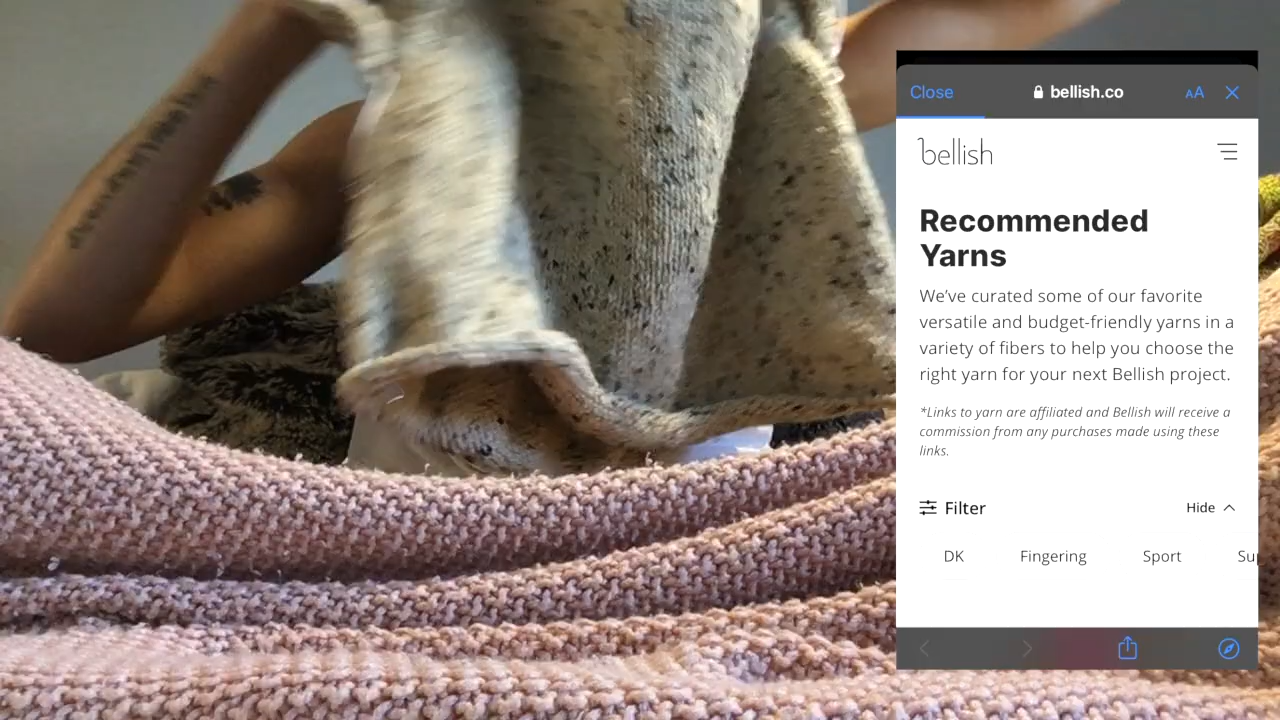 Close
bellish.co
AA
bellish
Recommended
Yarns
We’ve curated some of our favorite
versatile and budget-friendly yarns in a
variety of fibers to help you choose the
right yarn for your next Bellish project.
*Links to yarn are affiliated and Bellish will receive a
commission from any purchases made using these
links.
Filter
Hide
DK
Fingering
Sport